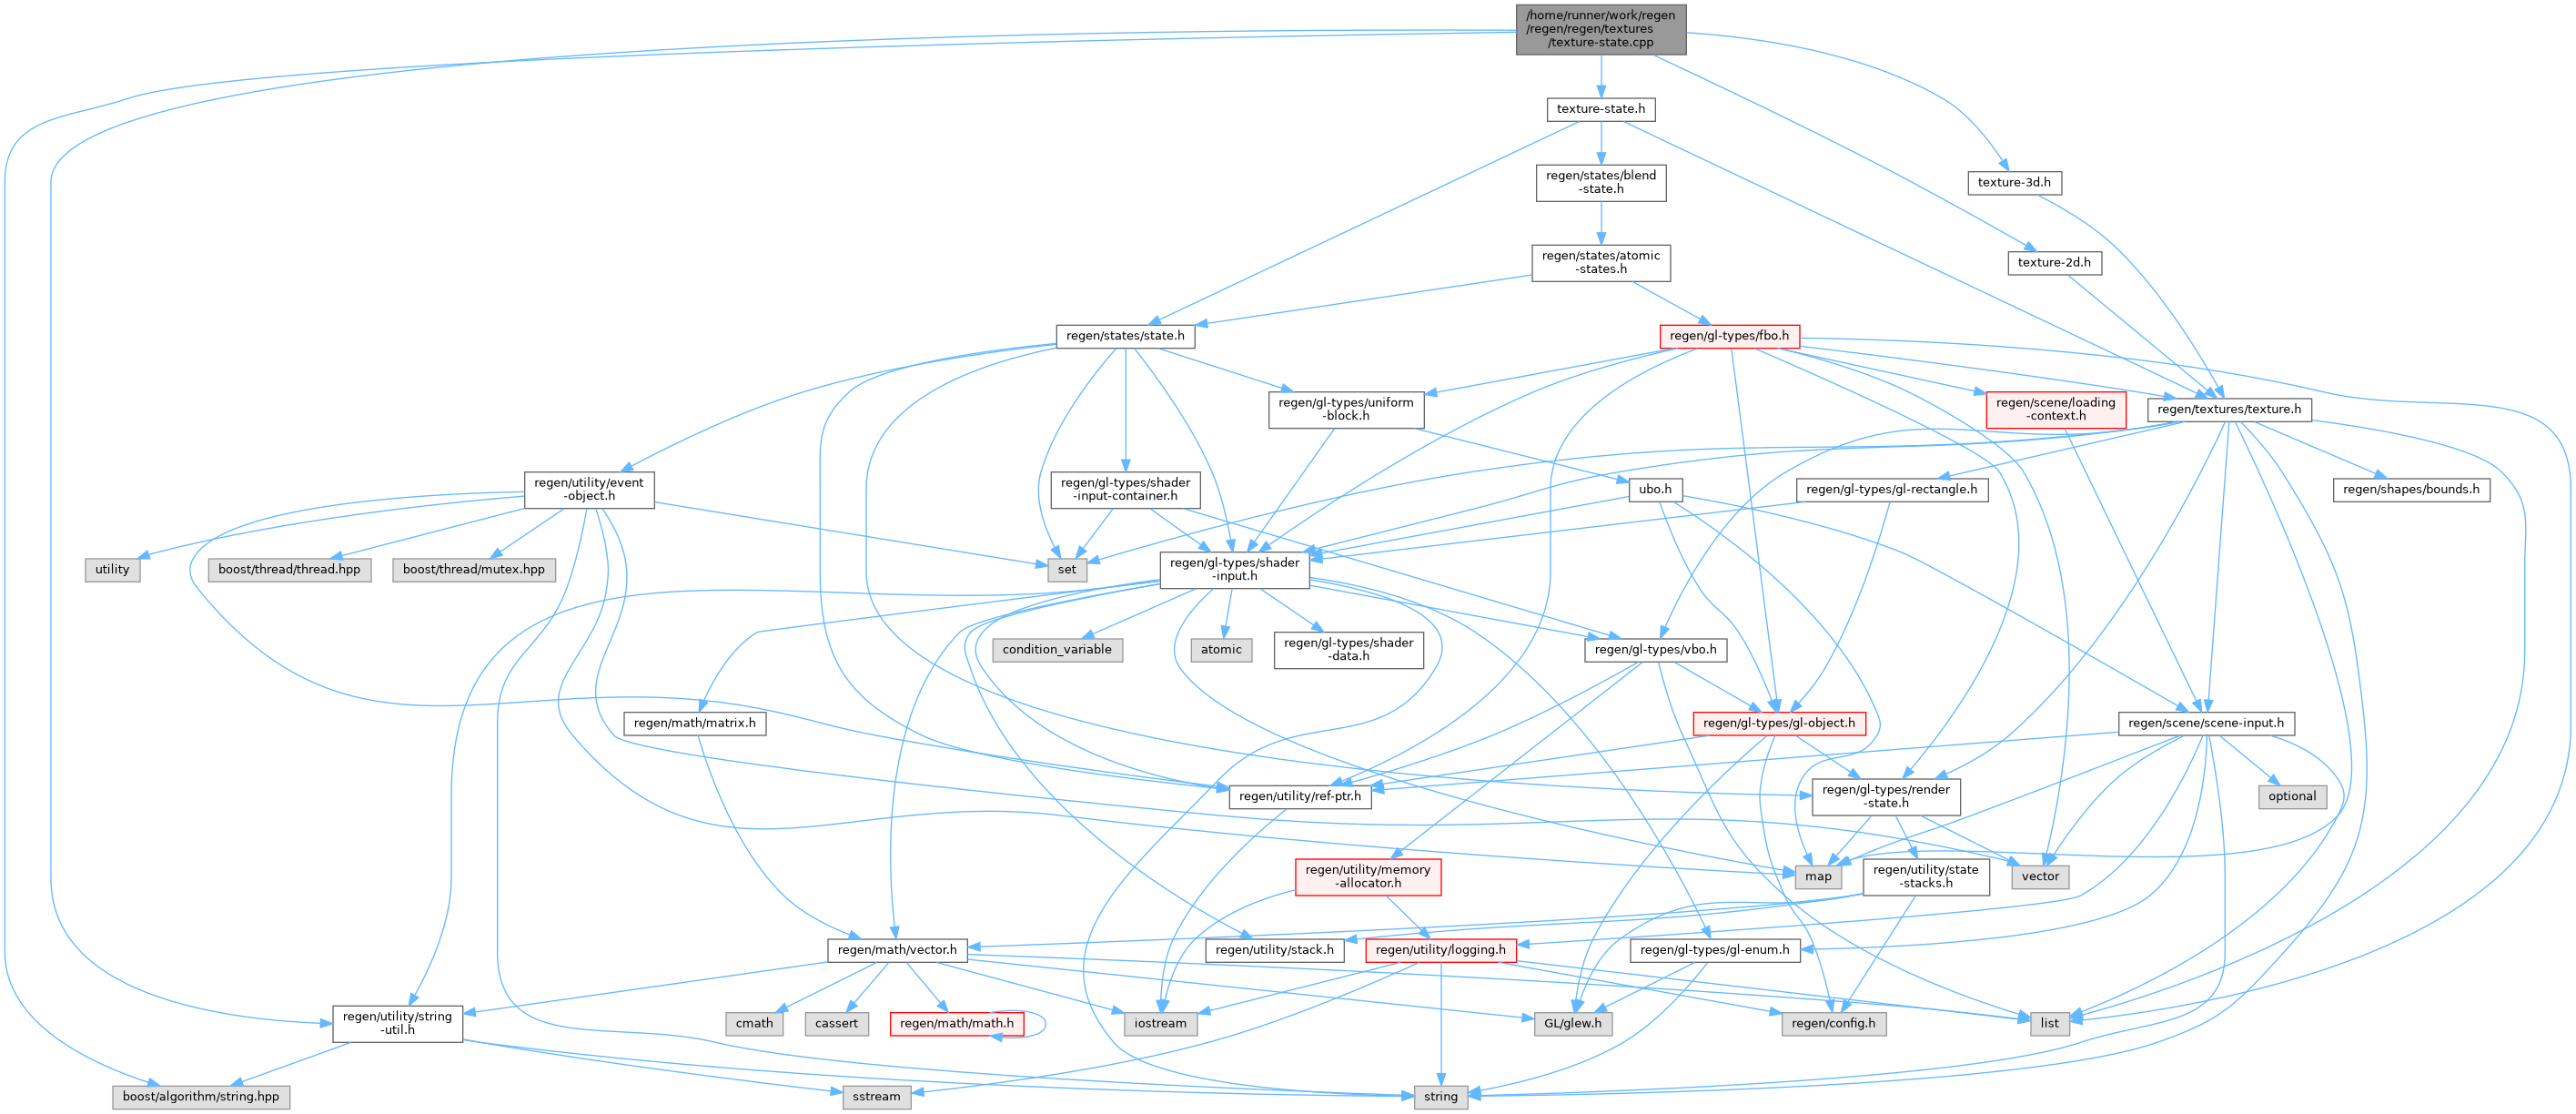 /home/runner/work/regen
/regen/regen/textures
/texture-state.cpp
texture-state.h
regen/states/blend
-state.h
texture-3d.h
regen/states/atomic
-states.h
texture-2d.h
regen/states/state.h
regen/gl-types/fbo.h
regen/gl-types/uniform
-block.h
regen/scene/loading
-context.h
regen/textures/texture.h
regen/utility/event
-object.h
regen/gl-types/shader
-input-container.h
ubo.h
regen/gl-types/gl-rectangle.h
regen/shapes/bounds.h
utility
boost/thread/thread.hpp
boost/thread/mutex.hpp
set
regen/gl-types/shader
-input.h
condition_variable
atomic
regen/gl-types/shader
-data.h
regen/gl-types/vbo.h
regen/math/matrix.h
regen/gl-types/gl-object.h
regen/scene/scene-input.h
regen/utility/ref-ptr.h
regen/gl-types/render
-state.h
optional
regen/utility/memory
-allocator.h
map
regen/utility/state
-stacks.h
vector
regen/math/vector.h
regen/utility/stack.h
regen/utility/logging.h
regen/gl-types/gl-enum.h
regen/utility/string
-util.h
cmath
cassert
regen/math/math.h
iostream
GL/glew.h
regen/config.h
list
boost/algorithm/string.hpp
sstream
string